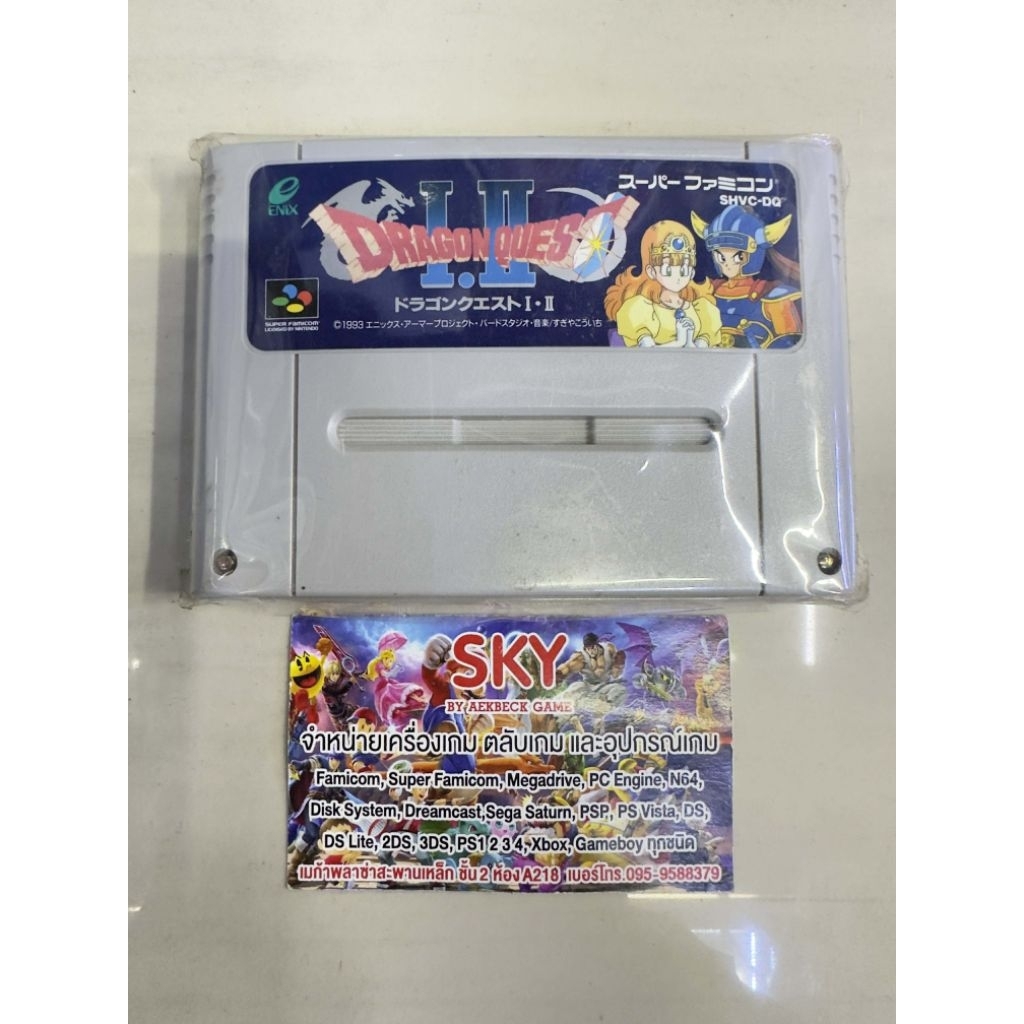 ENIX
I.II
DRAGON QUEST
スーパーファミコン
SHVC-DQ
ドラゴンクエストI・II
SUPER FAMICOM
LICENSED BY NINTENDO
©1993 エニックス・アーマープロジェクト・バードスタジオ・音楽/すぎやこういち
SKY
BY AEKBECK GAME
จำหน่ายเครื่องเกม ตลับเกม และอุปกรณ์เกม
Famicom, Super Famicom, Megadrive, PC Engine, N64,
Disk System, Dreamcast,Sega Saturn, PSP, PS Vista, DS,
DS Lite, 2DS, 3DS, PS1 2 3 4, Xbox, Gameboy ทุกชนิด
เมก้าพลาซ่าสะพานเหล็ก ชั้น 2 ห้อง A218 เบอร์โทร.095-9588379